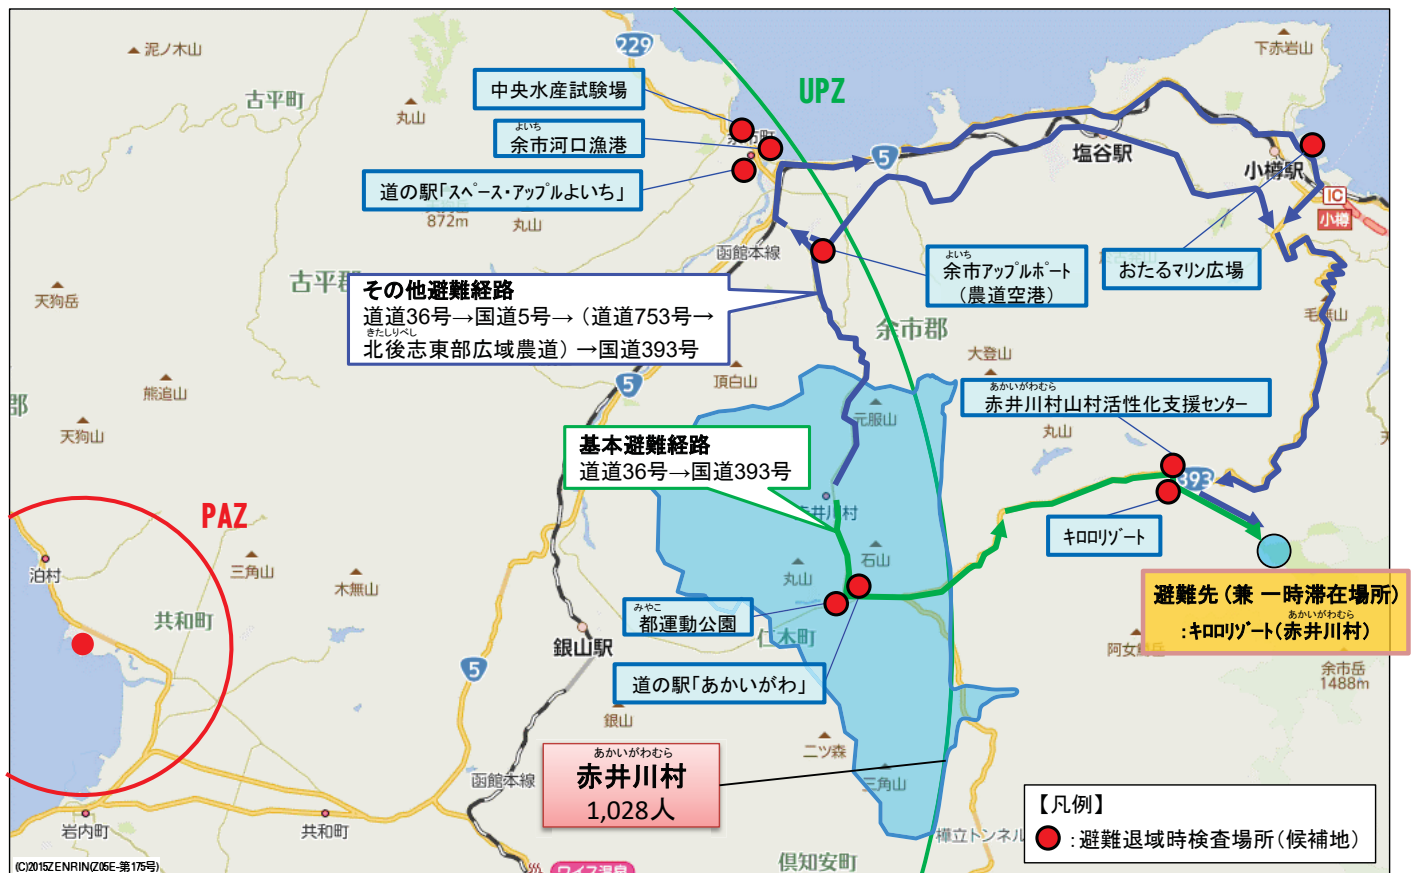 泥ノ木山
229
下赤岩山
UPZ
中央水産試験場
古平町
丸山
よいち
余市河口漁港
5
塩谷駅
小樽駅
道の駅「スペース・アップルよいち」
IC
小樽
872m
丸山
函館本線
よいち
余市アップルポート
(農道空港)
おたるマリン広場
古平郡
天狗岳
その他避難経路
道道36号→国道5号→（道道753号→
きたしりべし
北後志東部広域農道）→国道393号
余市郡
毛無山
大登山
頂白山
5
熊追山
郡
天狗山
あかいがわむら
赤井川村山村活性化支援センター
元服山
丸山
基本避難経路
道道36号→国道393号
393
赤井川村
PAZ
キロロリゾート
石山
三角山
泊村
木無山
丸山
避難先（兼 一時滞在場所）
あかいがわむら
：キロロリゾート（赤井川村）
みやこ
都運動公園
共和町
仁木町
銀山駅
阿女鱒岳
余市岳
1488m
5
道の駅「あかいがわ」
銀山
二ツ森
あかいがわむら
赤井川村
1,028人
函館本線
三角山
【凡例】
：避難退域時検査場所（候補地）
岩内町
共和町
樺立トンネル
倶知安町
ワイス温泉
(C)2015ZENRIN(Z05E-第175号)